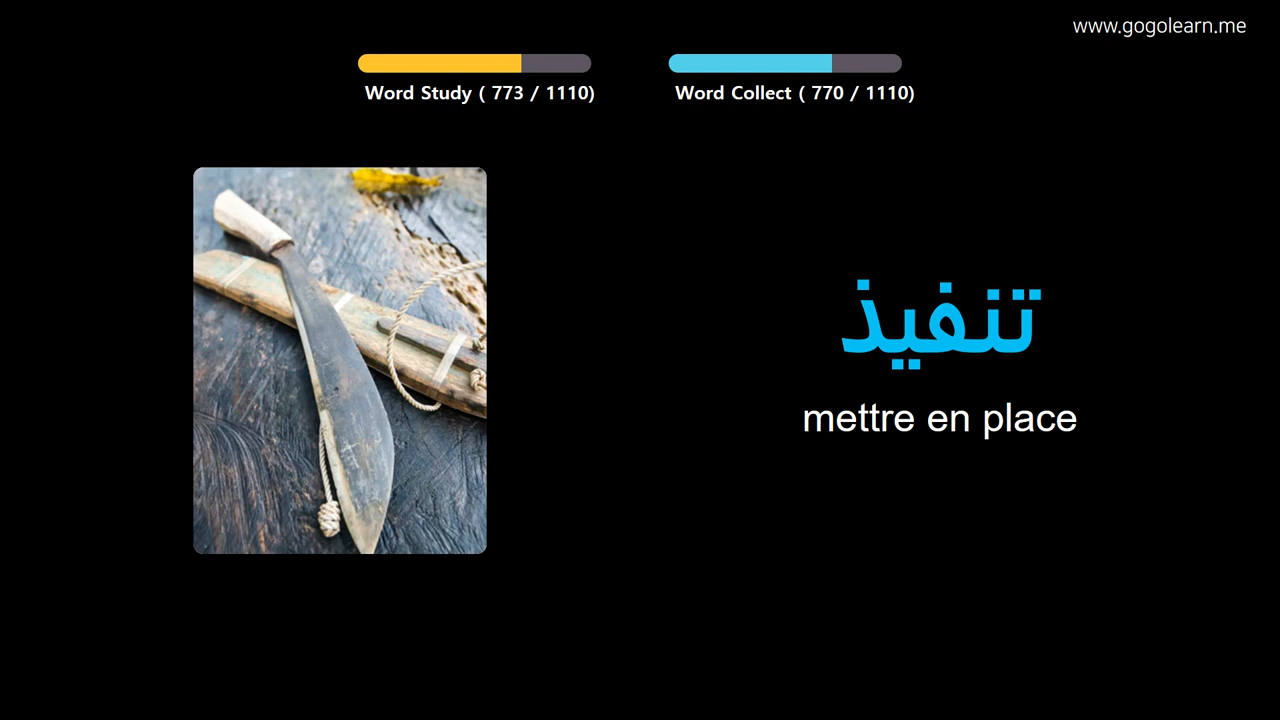 www.gogolearn.me
Word Study ( 773 / 1110)
Word Collect ( 770 / 1110)
تنفيذ
mettre en place